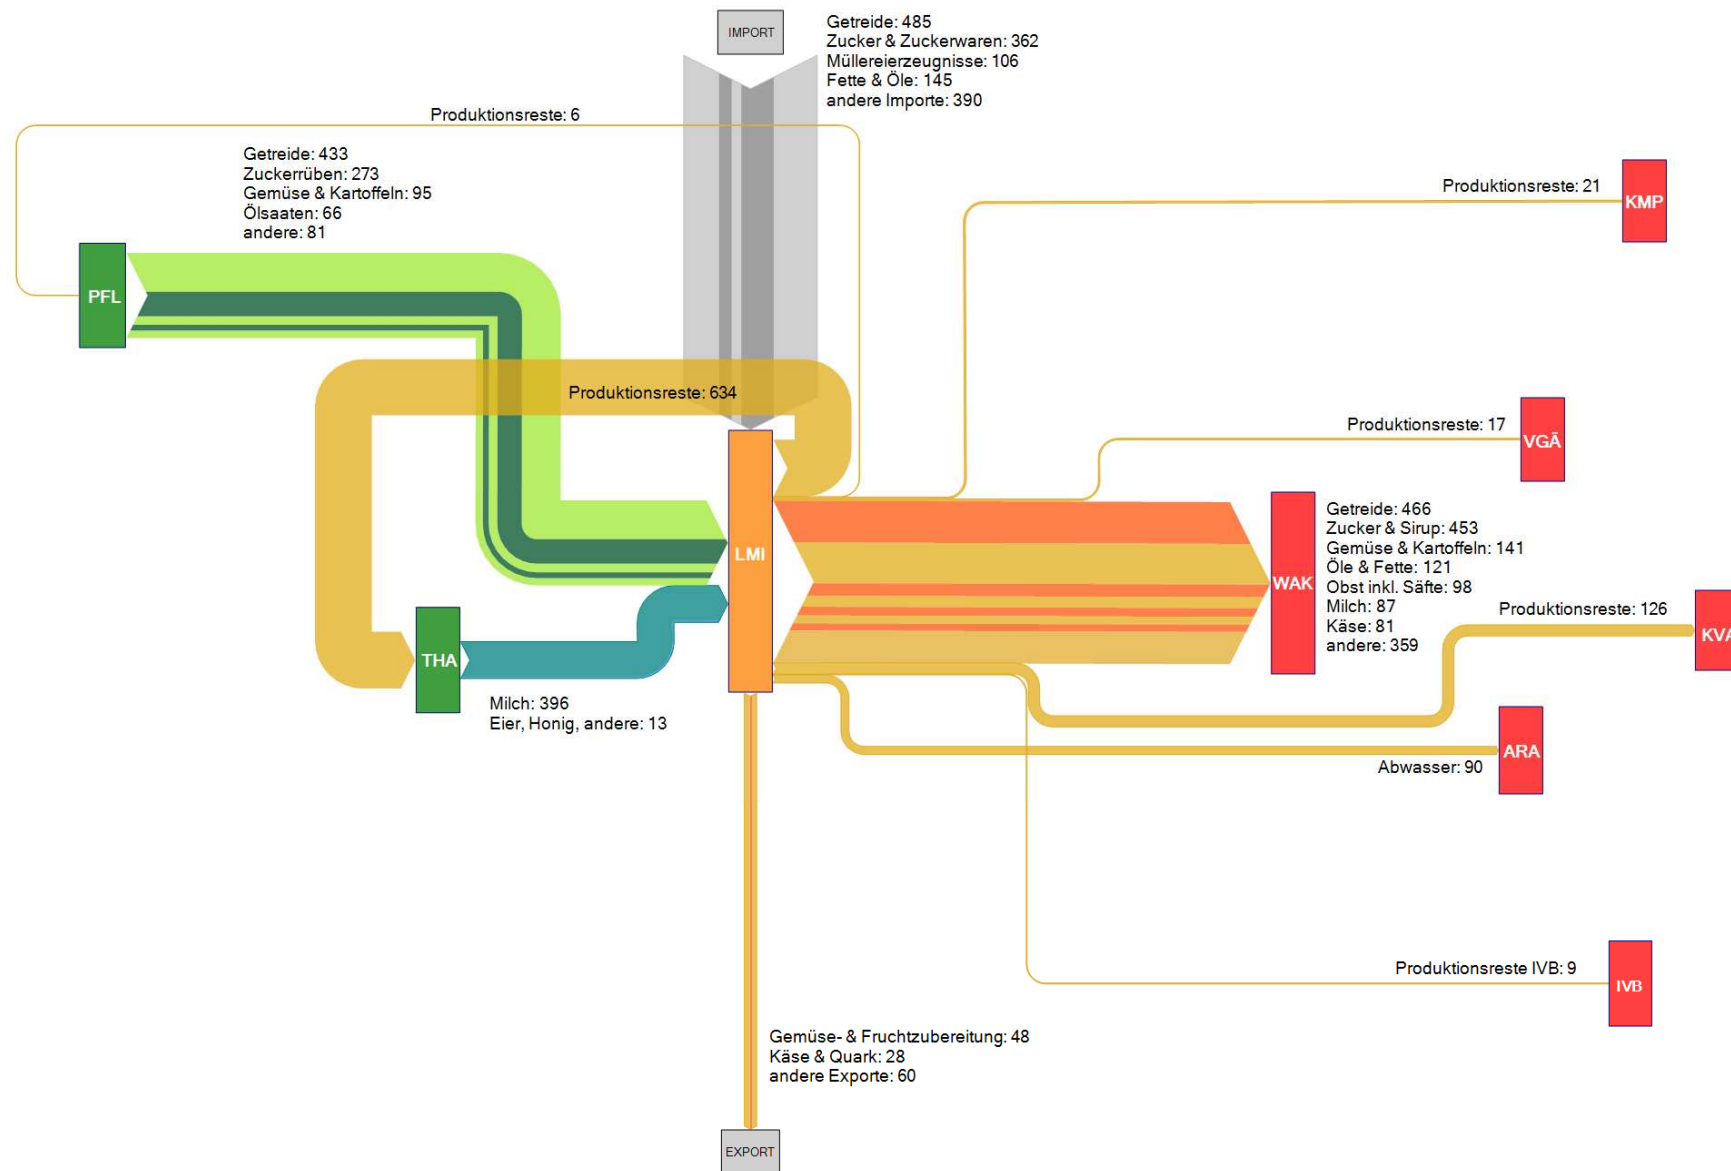 IMPORT
Getreide: 485
Zucker & Zuckerwaren: 362
Müllereierzeugnisse: 106
Fette & Öle: 145
andere Importe: 390
Produktionsreste: 6
Getreide: 433
Zuckerrüben: 273
Gemüse & Kartoffeln: 95
Ölsaaten: 66
andere: 81
Produktionsreste: 21
KMP
PFL
Produktionsreste: 634
Produktionsreste: 17
VGÄ
LMI
WAK
Getreide: 466
Zucker & Sirup: 453
Gemüse & Kartoffeln: 141
Öle & Fette: 121
Obst inkl. Säfte: 98
Milch: 87
Käse: 81
andere: 359
Produktionsreste: 126
KVA
THA
Milch: 396
Eier, Honig, andere: 13
ARA
Abwasser: 90
Produktionsreste IVB: 9
IVB
Gemüse- & Fruchtzubereitung: 48
Käse & Quark: 28
andere Exporte: 60
EXPORT